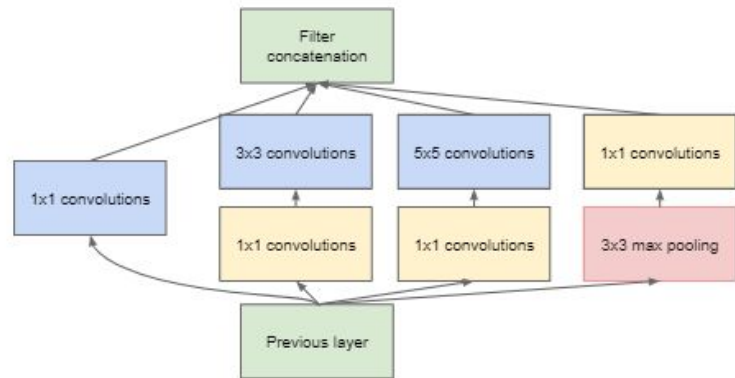 Filter
concatenation
3x3 convolutions
5x5 convolutions
1x1 convolutions
1x1 convolutions
1x1 convolutions
1x1 convolutions
3x3 max pooling
Previous layer